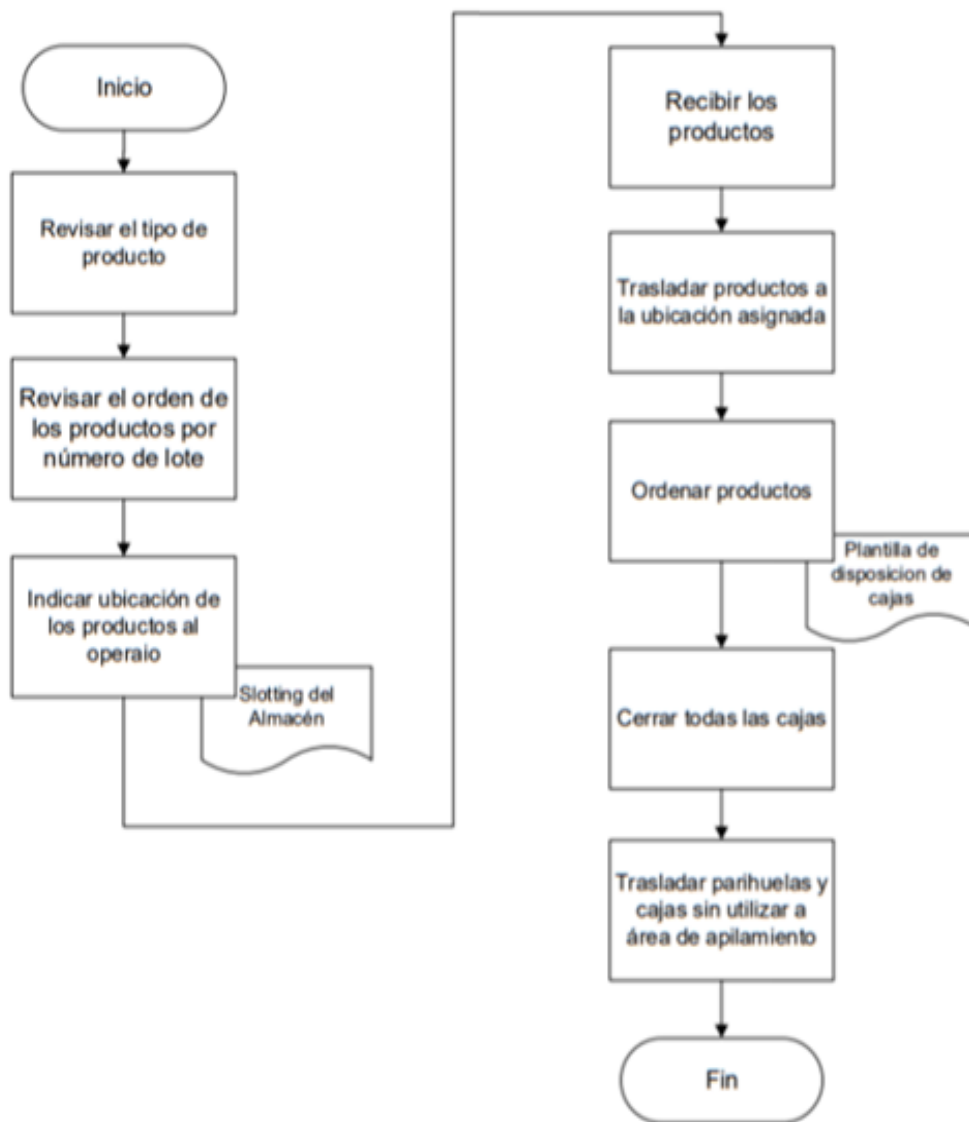 Inicio
Revisar el tipo de
producto
Revisar el orden de
los productos por
número de lote
Indicar ubicación de
los productos al
operaio
Slotting del
Almacén
Recibir los
productos
Trasladar productos a
la ubicación asignada
Ordenar productos
Plantilla de
disposicion de
cajas
Cerrar todas las cajas
Trasladar parihuelas y
cajas sin utilizar a
área de apilamiento
Fin